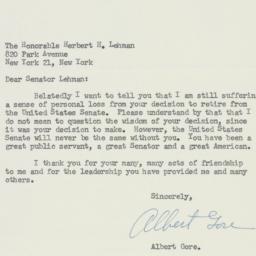 The Honorable Herbert H. Lehman
820 Park Avenue
New York 21, New York
Dear Senator Lehman:
Belatedly I want to tell you that I am still sufferin
a sense of personal loss from your decision to retire from
the United States Senate. Please understand by that that I
do not mean to question the wisdom of your decision, since
it was your decision to make. However, the United States
Senate will never be the same without you. You have been a
great public servant, a great Senator and a great American.
I thank you for your many, many acts of friendship
to me and for the leadership you have provided me and many
others.
Sincerely,
Albert Gore
Albert Gore.